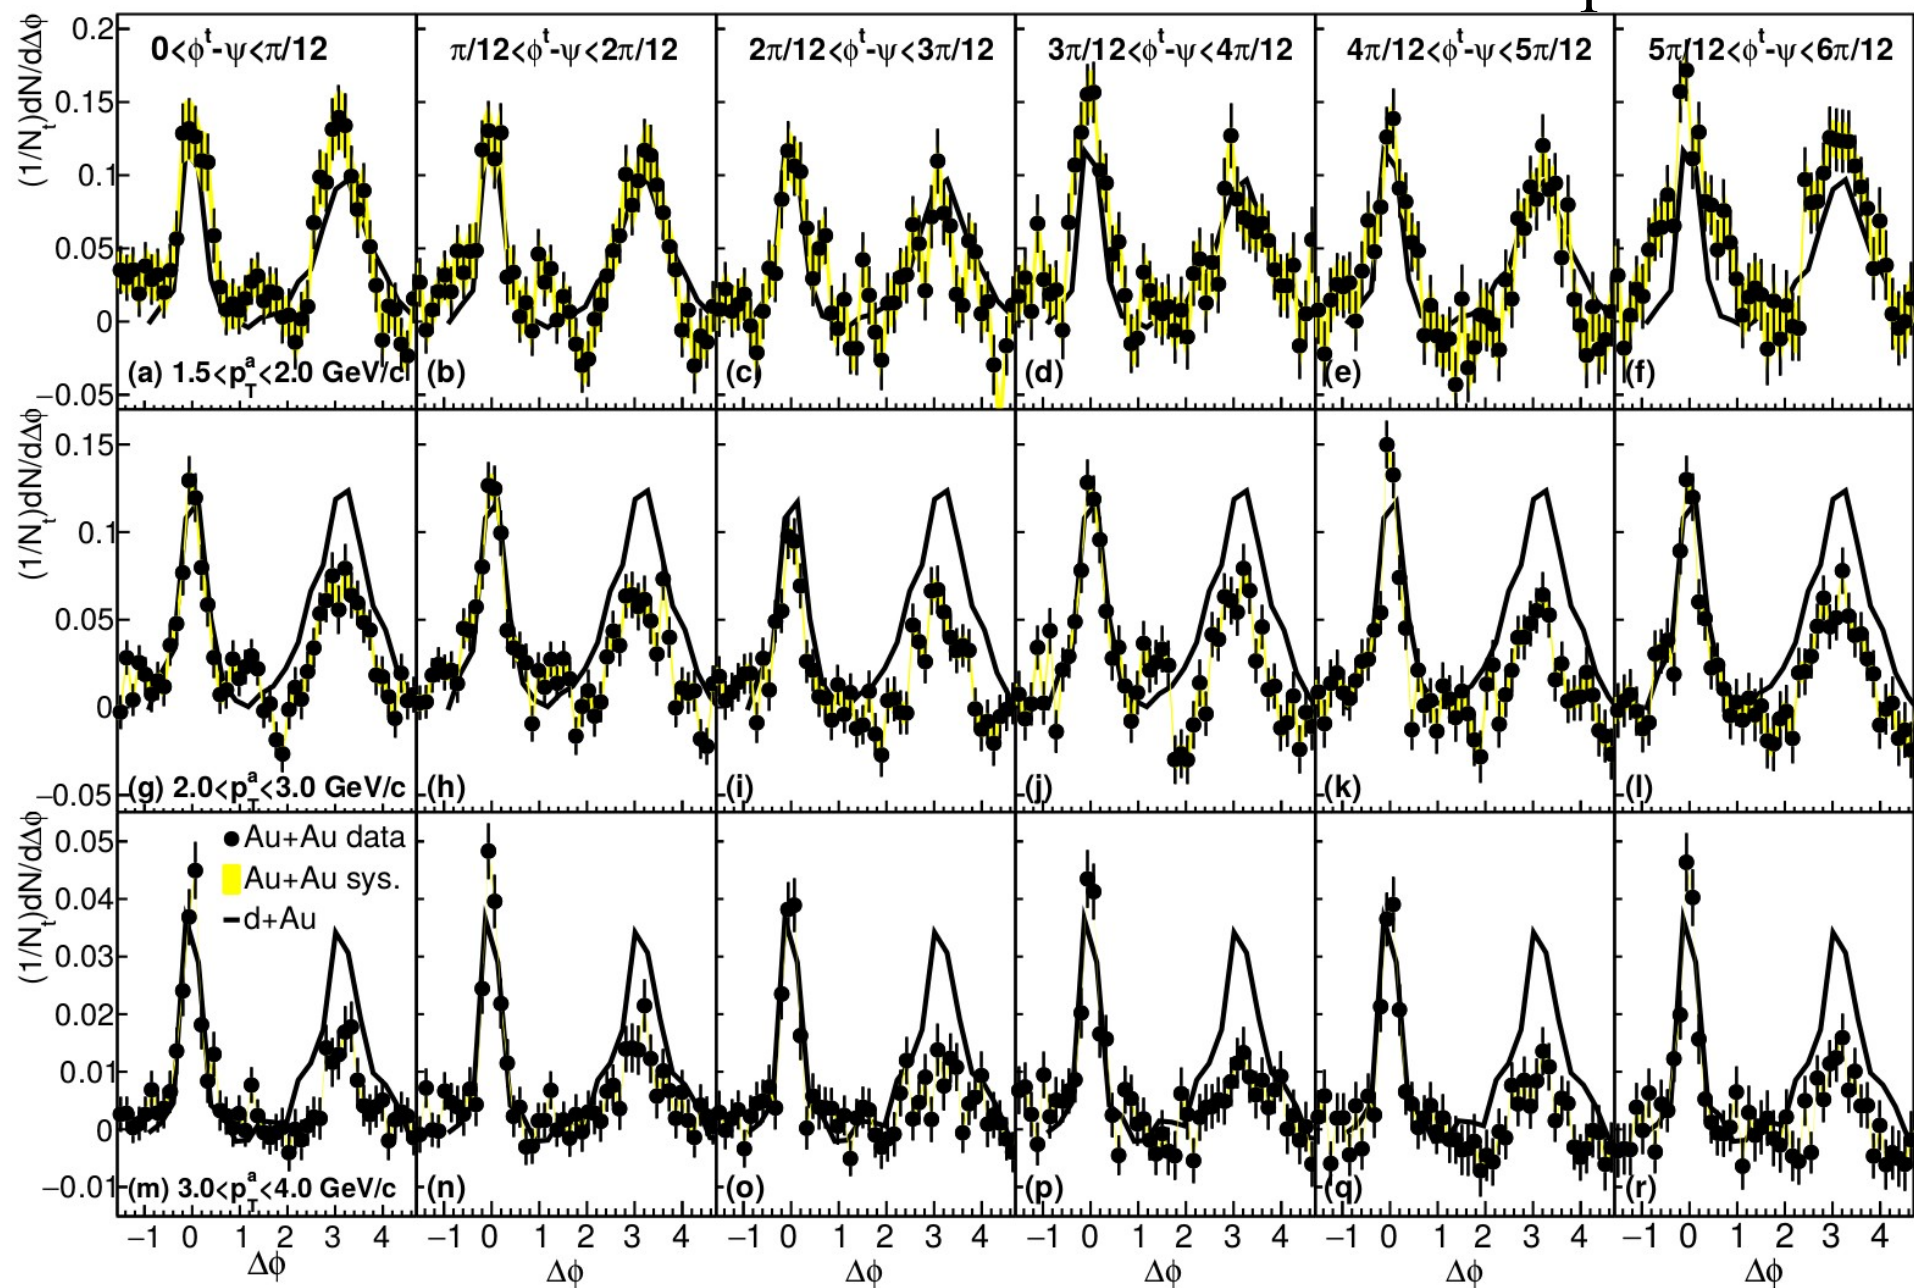 p
0<ϕᵗ-ψ<π/12
π/12<ϕᵗ-ψ<2π/12
2π/12<ϕᵗ-ψ<3π/12
3π/12<ϕᵗ-ψ<4π/12
4π/12<ϕᵗ-ψ<5π/12
5π/12<ϕᵗ-ψ<6π/12
(1/N_t)dN/dΔϕ
0.2
0.15
0.1
0.05
0
−0.05
(a) 1.5<p_T^a<2.0 GeV/c
(b)
(c)
(d)
(e)
(f)
(1/N_t)dN/dΔϕ
0.15
0.1
0.05
0
−0.05
(g) 2.0<p_T^a<3.0 GeV/c
(h)
(i)
(j)
(k)
(l)
(1/N_t)dN/dΔϕ
0.05
0.04
0.03
0.02
0.01
0
−0.01
Au+Au data
Au+Au sys.
d+Au
(m) 3.0<p_T^a<4.0 GeV/c
(n)
(o)
(p)
(q)
(r)
−1 0 1 2 3 4
−1 0 1 2 3 4
−1 0 1 2 3 4
−1 0 1 2 3 4
−1 0 1 2 3 4
−1 0 1 2 3 4
Δϕ
Δϕ
Δϕ
Δϕ
Δϕ
Δϕ